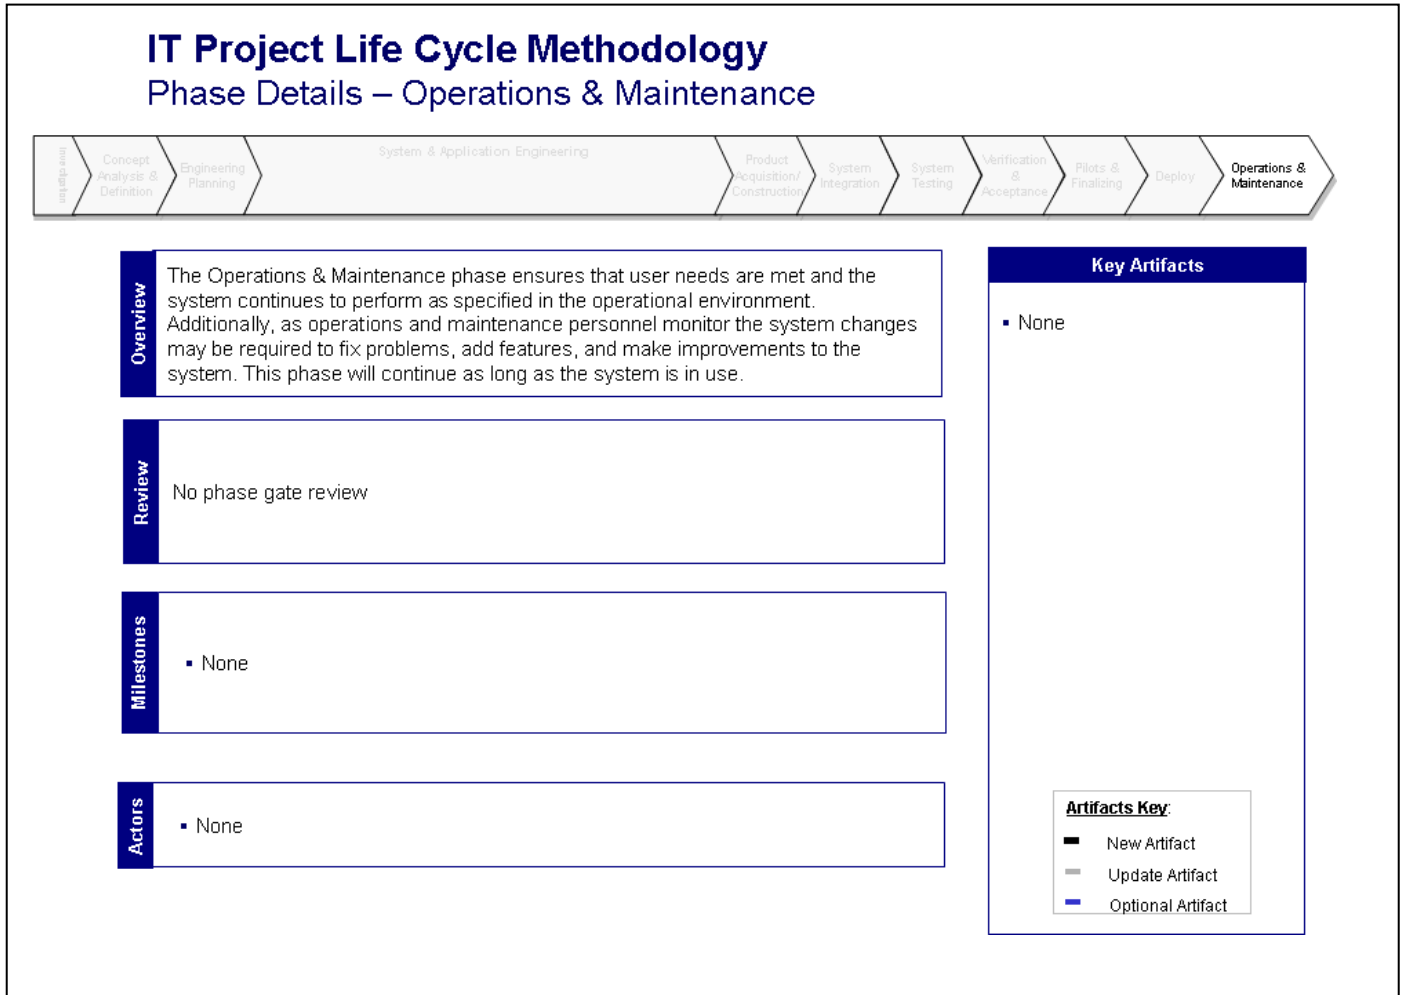 IT Project Life Cycle Methodology
Phase Details – Operations & Maintenance
Concept
Analysis &
Definition
Engineering
Planning
System & Application Engineering
Product
Acquisition/
Construction
System
Integration
System
Testing
Verification
&
Acceptance
Pilots &
Finalizing
Deploy
Operations &
Maintenance
Overview
The Operations & Maintenance phase ensures that user needs are met and the
system continues to perform as specified in the operational environment.
Additionally, as operations and maintenance personnel monitor the system changes
may be required to fix problems, add features, and make improvements to the
system. This phase will continue as long as the system is in use.
Review
No phase gate review
Milestones
▪ None
Actors
▪ None
Key Artifacts
▪ None
Artifacts Key:
New Artifact
Update Artifact
Optional Artifact